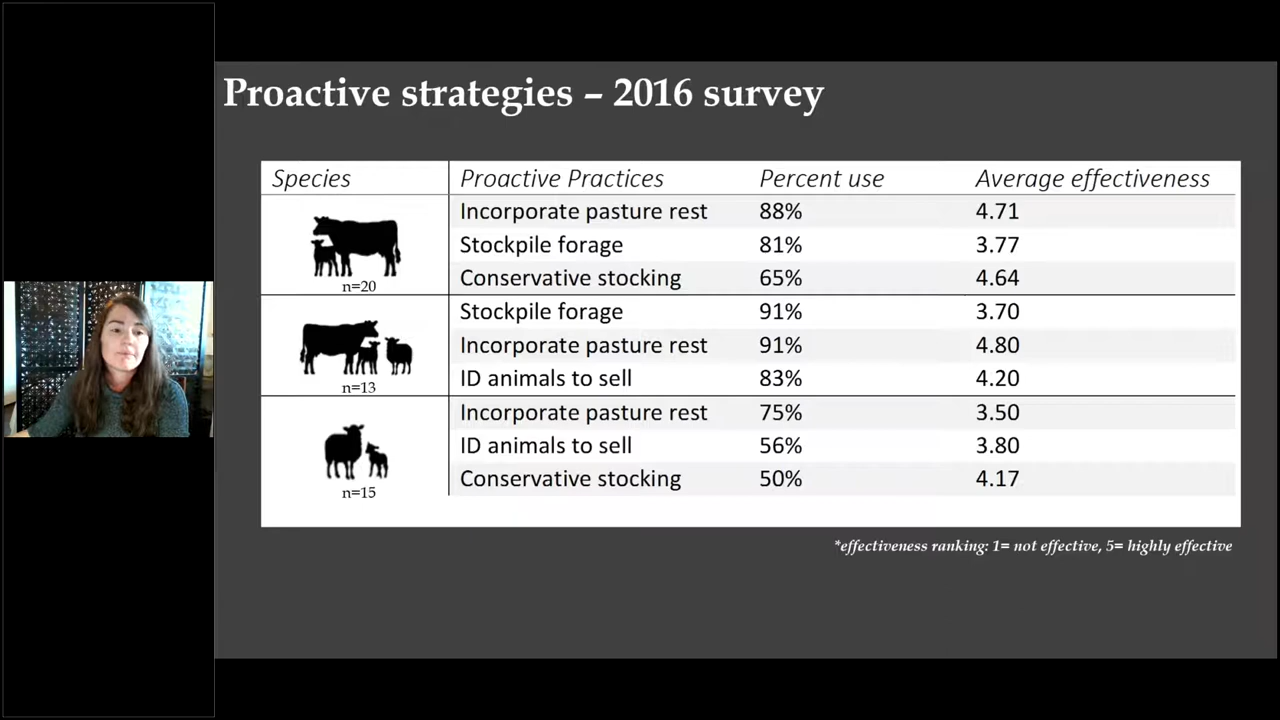 Proactive strategies – 2016 survey
Species Proactive Practices Percent use Average effectiveness
Incorporate pasture rest 88% 4.71
Stockpile forage 81% 3.77
Conservative stocking 65% 4.64
n=20
Stockpile forage 91% 3.70
Incorporate pasture rest 91% 4.80
ID animals to sell 83% 4.20
n=13
Incorporate pasture rest 75% 3.50
ID animals to sell 56% 3.80
Conservative stocking 50% 4.17
n=15
*effectiveness ranking: 1= not effective, 5= highly effective